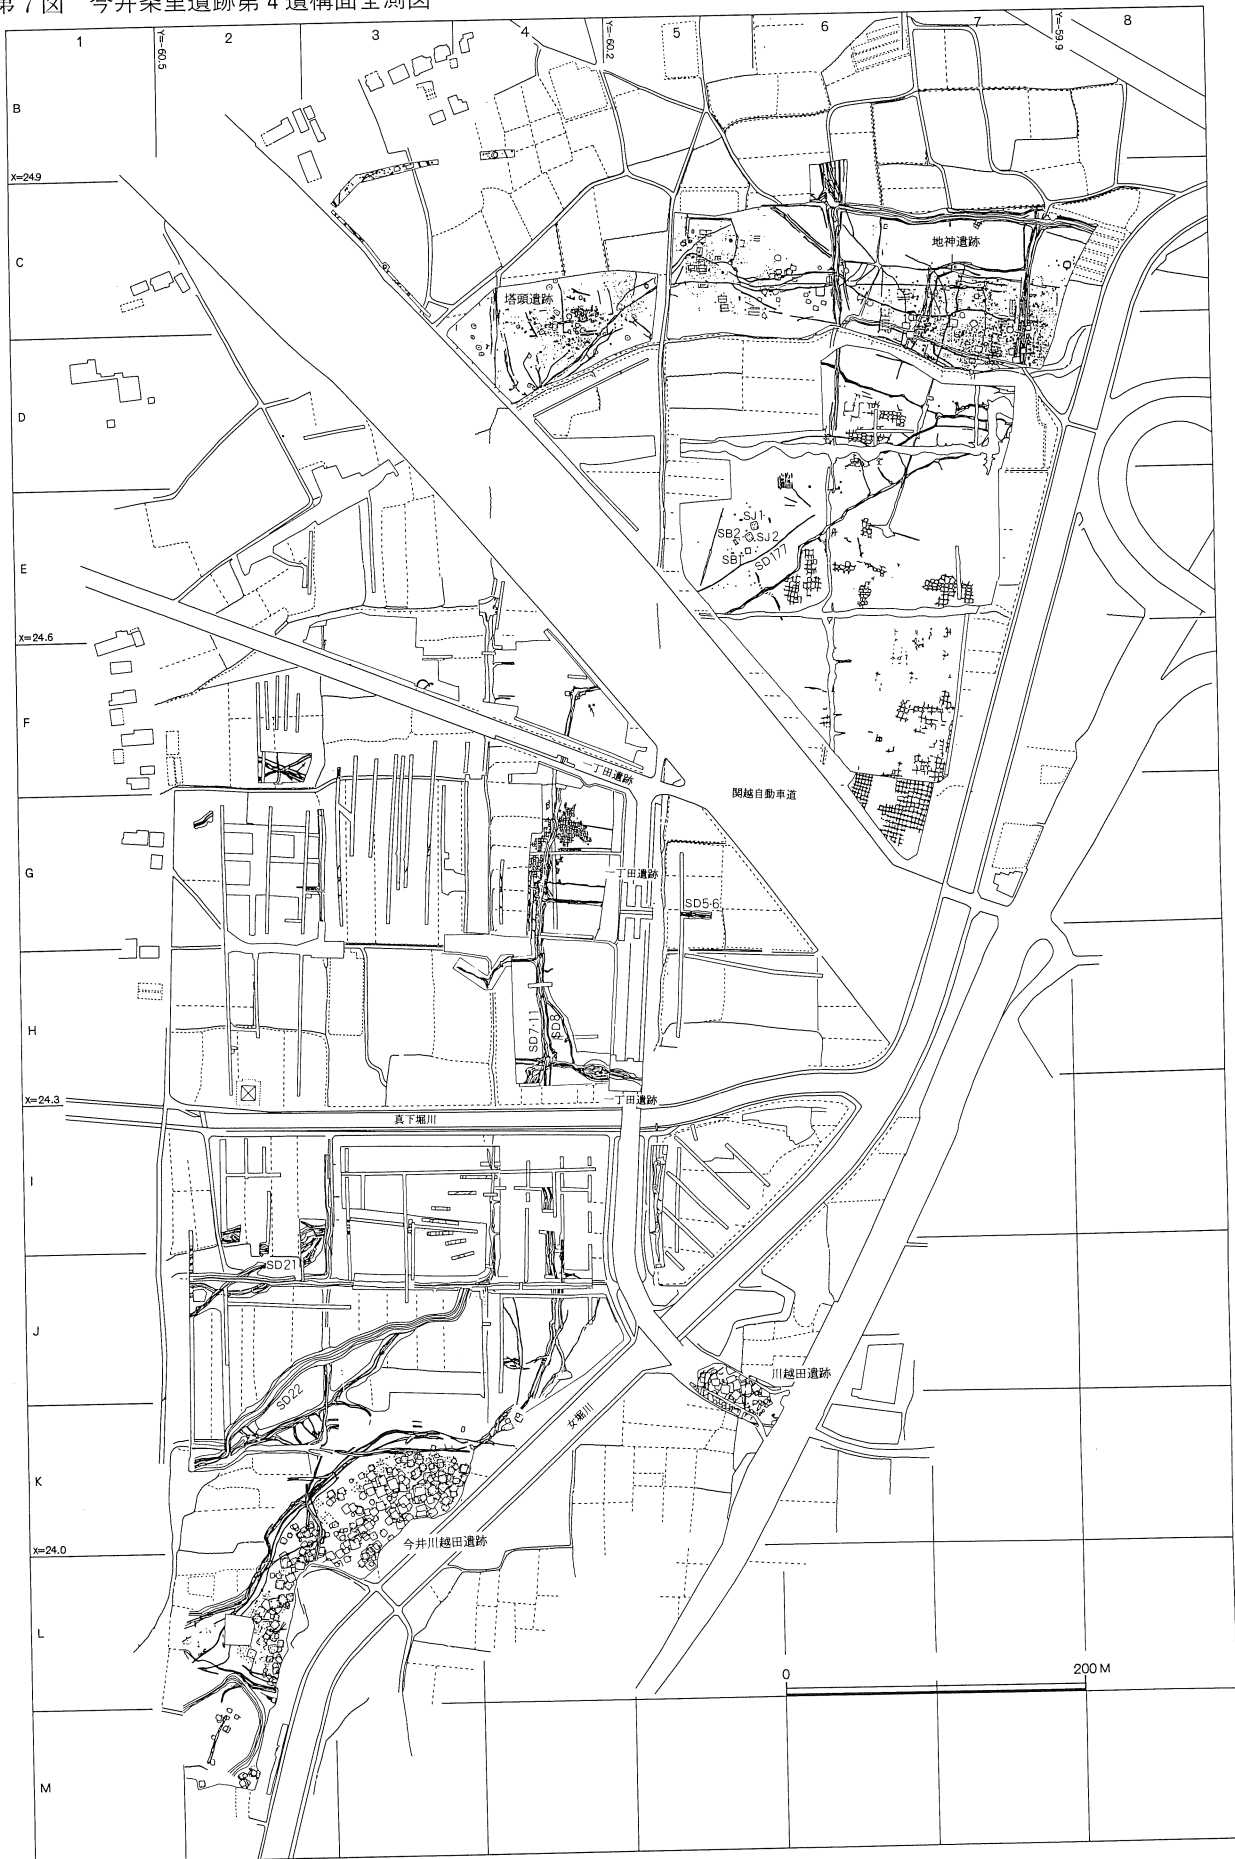 第7図 今井条里遺跡第4遺構面全測図
1
Y=-60.5
2
3
4
Y=-60.2
5
6
7
Y=-59.9
8
B
X=24.9
C
地神遺跡
塔頭遺跡
D
SJ1
SB2
SJ2
SB1
SD177
E
X=24.6
F
一丁田遺跡
関越自動車道
G
一丁田遺跡
SD5·6
H
SD7·11
SD8
X=24.3
一丁田遺跡
真下堀川
I
SD21
J
川越田遺跡
SD22
女堀川
K
今井川越田遺跡
X=24.0
L
0
200M
M